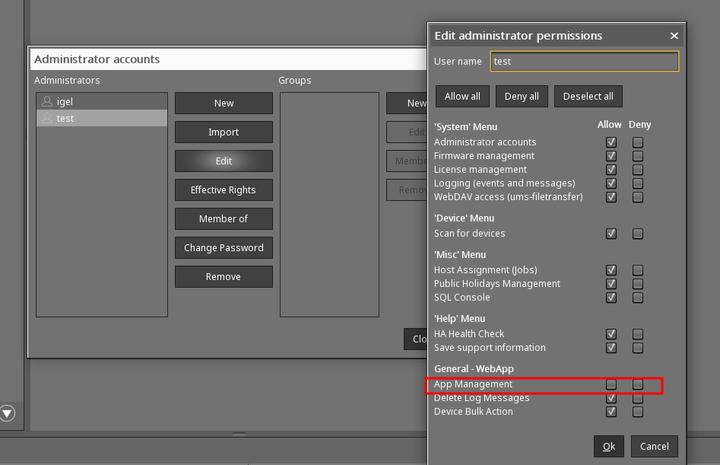 Administrator accounts
Administrators
Groups
igel
test
New
Import
Edit
Effective Rights
Member of
Change Password
Remove
New
Edit
Memb
Remov
Clo
Edit administrator permissions
User name test
Allow all Deny all Deselect all
'System' Menu Allow Deny
Administrator accounts
Firmware management
License management
Logging (events and messages)
WebDAV access (ums-filetransfer)
'Device' Menu
Scan for devices
'Misc' Menu
Host Assignment (Jobs)
Public Holidays Management
SQL Console
'Help' Menu
HA Health Check
Save support information
General - WebApp
App Management
Delete Log Messages
Device Bulk Action
Ok Cancel